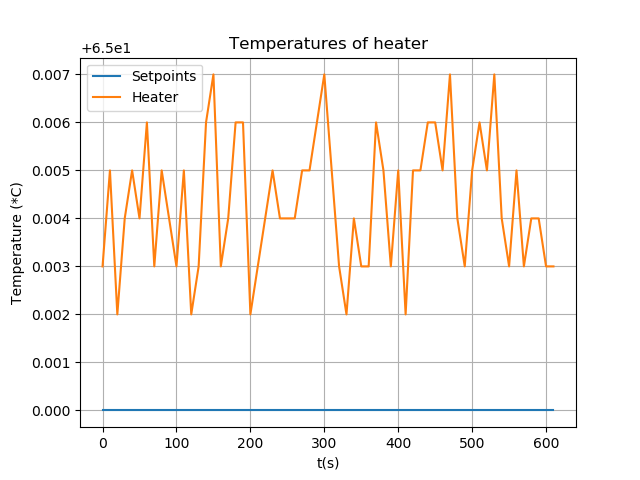 Temperatures of heater
+6.5e1
Setpoints
Heater
0.007
0.006
0.005
0.004
0.003
0.002
0.001
0.000
Temperature (*C)
0 100 200 300 400 500 600
t(s)